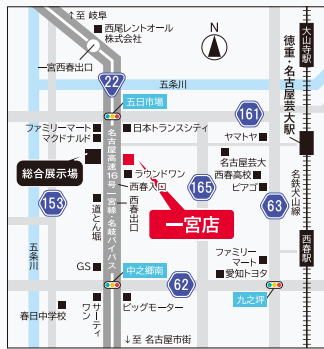 ↑至 岐阜
西尾レントオール
株式会社
N
一宮西春出口
五条川
22
大山寺駅
徳重・名古屋芸大駅
五日市場
161
ファミリーマート
マクドナルド
日本トランスシティ
ヤマトヤ
総合展示場
ラウンドワン
西春入口
名古屋芸大
西春高校
ピアゴ
165
153
63
一宮店
名古屋高速16号一宮線・名岐バイパス
西春出口
道とん堀
名鉄犬山線
西春駅
五条川
GS
中之郷南
ファミリー
マート
愛知トヨタ
62
九之坪
春日中学校
サーティ
ワン
ビッグモーター
↓至 名古屋市街